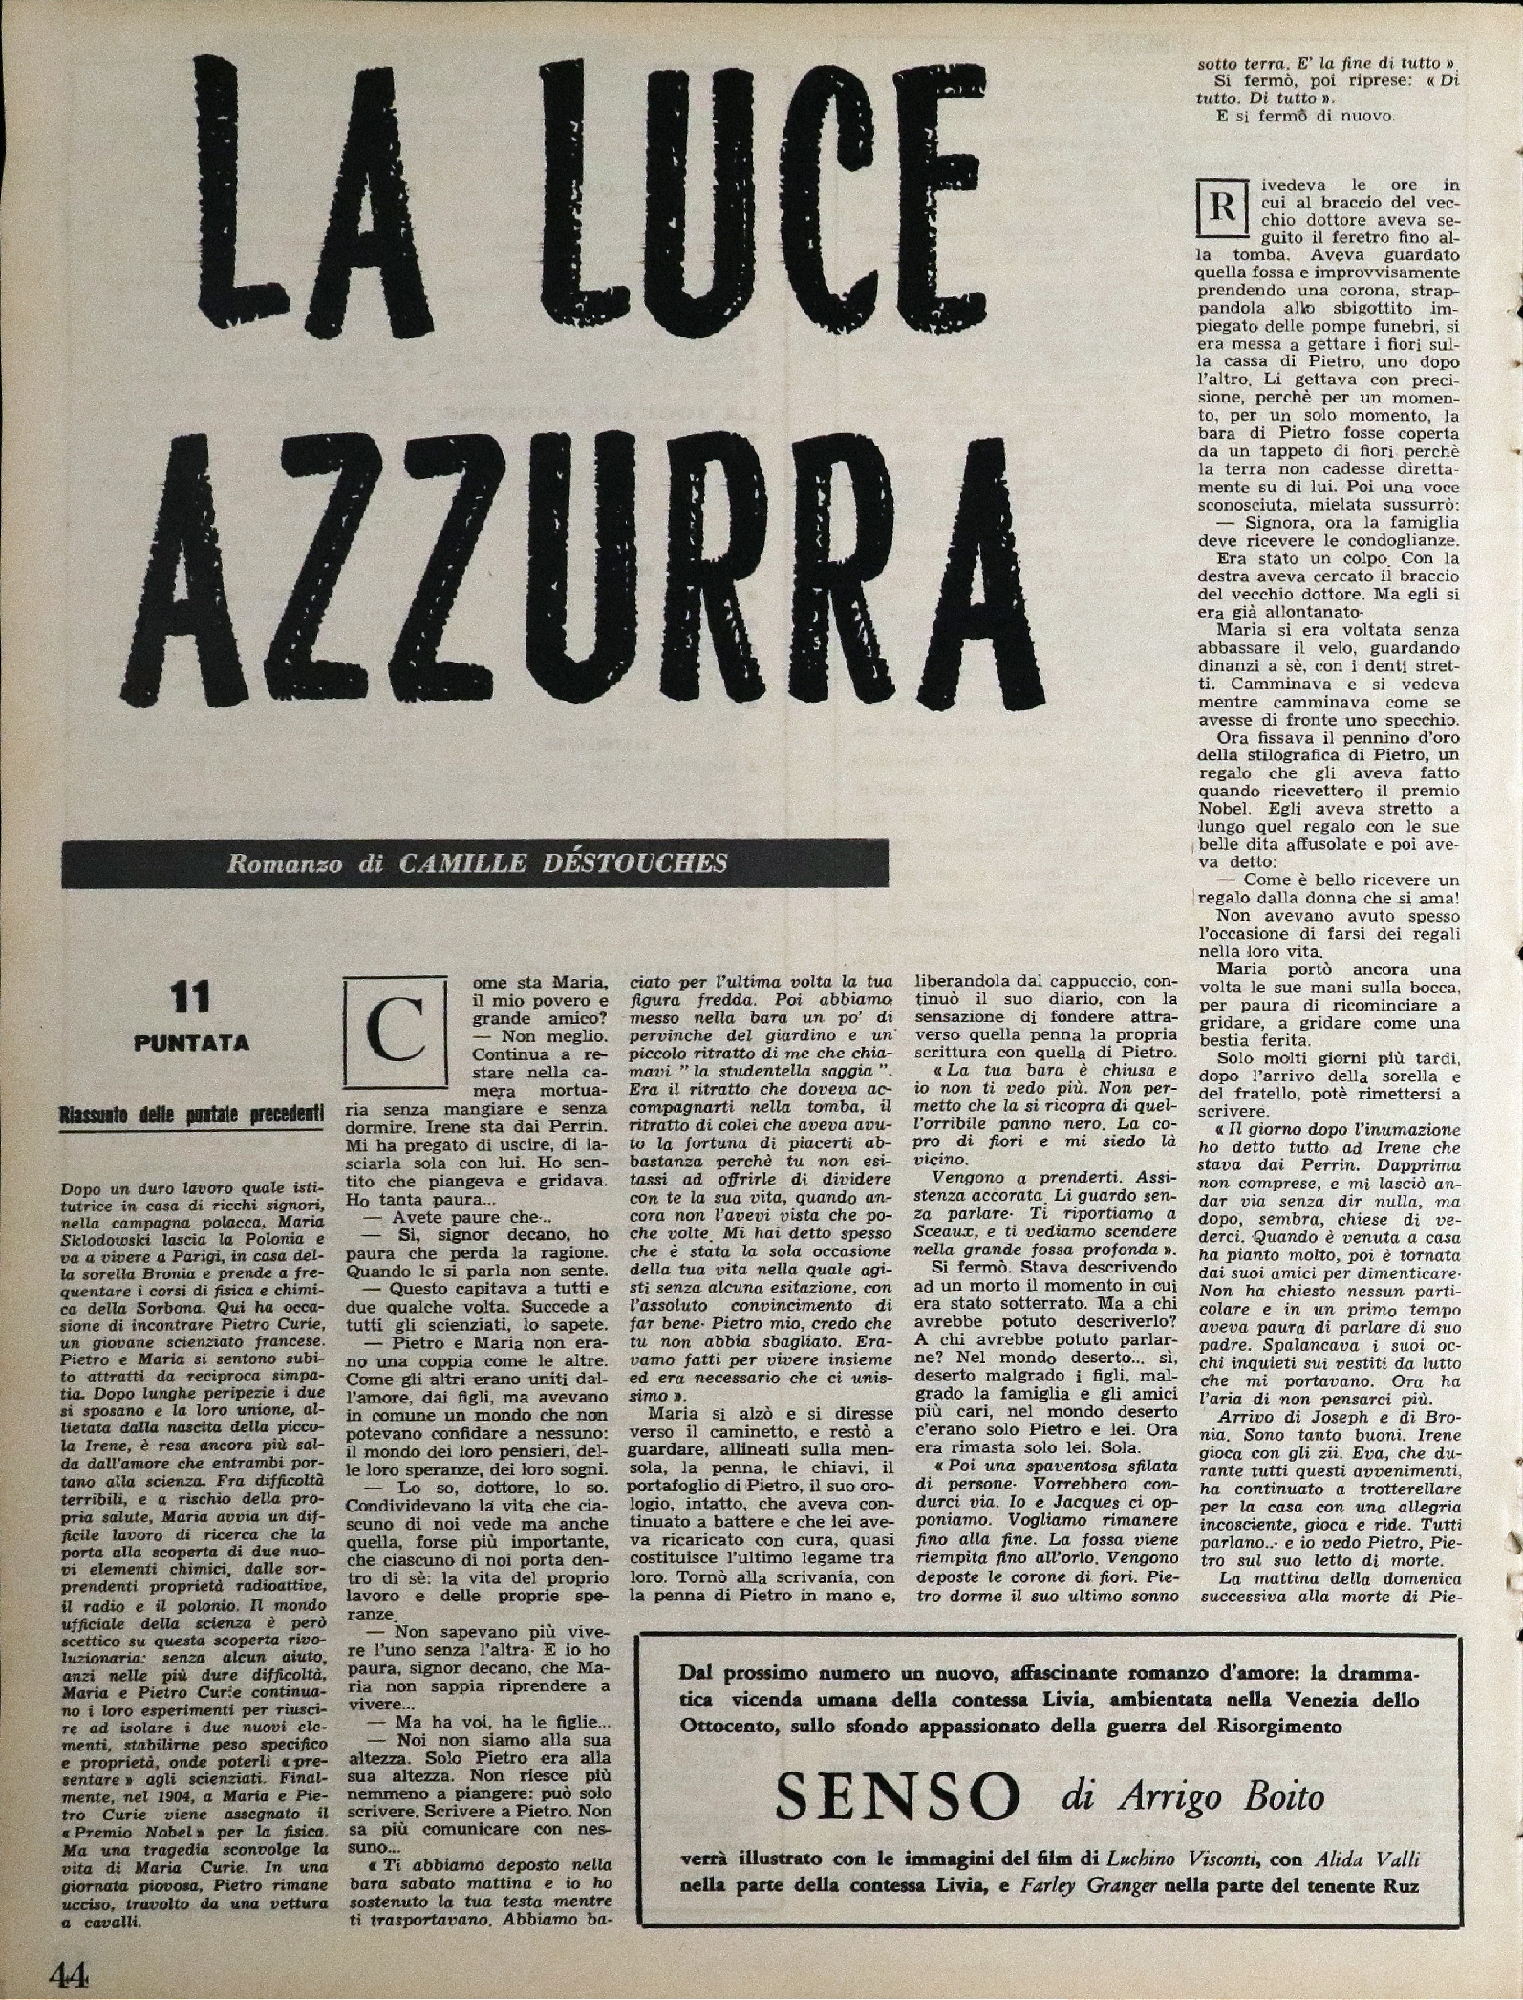 LA LUCE
AZZURRA
Romanzo di CAMILLE DÉSTOUCHES
11
PUNTATA
Riassunto delle puntate precedenti
Dopo un duro lavoro quale isti-
tutrice in casa di ricchi signori,
nella campagna polacca, Maria
Sklodowski lascia la Polonia e
va a vivere a Parigi, in casa del-
la sorella Bronia e prende a fre-
quentare i corsi di fisica e chimi-
ca della Sorbona. Qui ha occa-
sione di incontrare Pietro Curie,
un giovane scienziato francese.
Pietro e Maria si sentono subi-
to attratti da reciproca simpa-
tia. Dopo lunghe peripezie i due
si sposano e la loro unione, al-
lietata dalla nascita della picco-
la Irene, è resa ancora più sal-
da dall'amore che entrambi por-
tano alla scienza. Fra difficoltà
terribili, e a rischio della pro-
pria salute, Maria avvia un dif-
ficile lavoro di ricerca che la
porta alla scoperta di due nuo-
vi elementi chimici, dalle sor-
prendenti proprietà radioattive,
il radio e il polonio. Il mondo
ufficiale della scienza è però
scettico su questa scoperta rivo-
luzionaria: senza alcun aiuto,
anzi nelle più dure difficoltà,
Maria e Pietro Curie continua-
no i loro esperimenti per riusci-
re ad isolare i due nuovi ele-
menti, stabilirne peso specifico
e proprietà, onde poterli « pre-
sentare » agli scienziati. Final-
mente, nel 1904, a Maria e Pie-
tro Curie viene assegnato il
« Premio Nobel » per la fisica.
Ma una tragedia sconvolge la
vita di Maria Curie. In una
giornata piovosa, Pietro rimane
ucciso, travolto da una vettura
a cavalli.
C
ome sta Maria,
il mio povero e
grande amico?
— Non meglio.
Continua a re-
stare nella ca-
mera mortua-
ria senza mangiare e senza
dormire. Irene sta dai Perrin.
Mi ha pregato di uscire, di la-
sciarla sola con lui. Ho sen-
tito che piangeva e gridava.
Ho tanta paura...
— Avete paure che...
— Sì, signor decano, ho
paura che perda la ragione.
Quando le si parla non sente.
— Questo capitava a tutti e
due qualche volta. Succede a
tutti gli scienziati, lo sapete.
— Pietro e Maria non era-
no una coppia come le altre.
Come gli altri erano uniti dal-
l'amore, dai figli, ma avevano
in comune un mondo che non
potevano confidare a nessuno:
il mondo dei loro pensieri, del-
le loro speranze, dei loro sogni.
— Lo so, dottore, lo so.
Condividevano la vita che cia-
scuno di noi vede ma anche
quella, forse più importante,
che ciascuno di noi porta den-
tro di sè: la vita del proprio
lavoro e delle proprie spe-
ranze.
— Non sapevano più vive-
re l'uno senza l'altra. E io ho
paura, signor decano, che Ma-
ria non sappia riprendere a
vivere...
— Ma ha voi, ha le figlie...
— Noi non siamo alla sua
altezza. Solo Pietro era alla
sua altezza. Non riesce più
nemmeno a piangere: può solo
scrivere. Scrivere a Pietro. Non
sa più comunicare con nes-
suno...
« Ti abbiamo deposto nella
bara sabato mattina e io ho
sostenuto la tua testa mentre
ti trasportavano. Abbiamo ba-
ciato per l'ultima volta la tua
figura fredda. Poi abbiamo
messo nella bara un po' di
pervinche del giardino e un
piccolo ritratto di me che chia-
mavi " la studentella saggia ".
Era il ritratto che doveva ac-
compagnarti nella tomba, il
ritratto di colei che aveva avu-
to la fortuna di piacerti ab-
bastanza perchè tu non esi-
tassi ad offrirle di dividere
con te la sua vita, quando an-
cora non l'avevi vista che po-
che volte. Mi hai detto spesso
che è stata la sola occasione
della tua vita nella quale agi-
sti senza alcuna esitazione, con
l'assoluto convincimento di
far bene. Pietro mio, credo che
tu non abbia sbagliato. Era-
vamo fatti per vivere insieme
ed era necessario che ci unis-
simo ».
Maria si alzò e si diresse
verso il caminetto, e restò a
guardare, allineati sulla men-
sola, la penna, le chiavi, il
portafoglio di Pietro, il suo oro-
logio, intatto, che aveva con-
tinuato a battere e che lei ave-
va ricaricato con cura, quasi
costituisce l'ultimo legame tra
loro. Tornò alla scrivania, con
la penna di Pietro in mano e,
liberandola dal cappuccio, con-
tinuò il suo diario, con la
sensazione di fondere attra-
verso quella penna la propria
scrittura con quella di Pietro.
« La tua bara è chiusa e
io non ti vedo più. Non per-
metto che la si ricopra di quel-
l'orribile panno nero. La co-
pro di fiori e mi siedo là
vicino.
Vengono a prenderti. Assi-
stenza accorata. Li guardo sen-
za parlare. Ti riportiamo a
Sceaux, e ti vediamo scendere
nella grande fossa profonda ».
Si fermò. Stava descrivendo
ad un morto il momento in cui
era stato sotterrato. Ma a chi
avrebbe potuto descriverlo?
A chi avrebbe potuto parlar-
ne? Nel mondo deserto... sì,
deserto malgrado i figli, mal-
grado la famiglia e gli amici
più cari, nel mondo deserto
c'erano solo Pietro e lei. Ora
era rimasta solo lei. Sola.
« Poi una spaventosa sfilata
di persone. Vorrebbero con-
durci via. Io e Jacques ci op-
poniamo. Vogliamo rimanere
fino alla fine. La fossa viene
riempita fino all'orlo. Vengono
deposte le corone di fiori. Pie-
tro dorme il suo ultimo sonno
sotto terra. E' la fine di tutto ».
Si fermò, poi riprese: « Di
tutto. Di tutto ».
E si fermò di nuovo.
R
ivedeva le ore in
cui al braccio del vec-
chio dottore aveva se-
guito il feretro fino al-
la tomba. Aveva guardato
quella fossa e improvvisamente
prendendo una corona, strap-
pandola allo sbigottito im-
piegato delle pompe funebri, si
era messa a gettare i fiori sul-
la cassa di Pietro, uno dopo
l'altro. Li gettava con preci-
sione, perchè per un momen-
to, per un solo momento, la
bara di Pietro fosse coperta
da un tappeto di fiori perchè
la terra non cadesse diretta-
mente su di lui. Poi una voce
sconosciuta, mielata sussurrò:
— Signora, ora la famiglia
deve ricevere le condoglianze.
Era stato un colpo. Con la
destra aveva cercato il braccio
del vecchio dottore. Ma egli si
era già allontanato.
Maria si era voltata senza
abbassare il velo, guardando
dinanzi a sè, con i denti stret-
ti. Camminava e si vedeva
mentre camminava come se
avesse di fronte uno specchio.
Ora fissava il pennino d'oro
della stilografica di Pietro, un
regalo che gli aveva fatto
quando ricevettero il premio
Nobel. Egli aveva stretto a
lungo quel regalo con le sue
belle dita affusolate e poi ave-
va detto:
— Come è bello ricevere un
regalo dalla donna che si ama!
Non avevano avuto spesso
l'occasione di farsi dei regali
nella loro vita.
Maria portò ancora una
volta le sue mani sulla bocca,
per paura di ricominciare a
gridare, a gridare come una
bestia ferita.
Solo molti giorni più tardi,
dopo l'arrivo della sorella e
del fratello, potè rimettersi a
scrivere.
« Il giorno dopo l'inumazione
ho detto tutto ad Irene che
stava dai Perrin. Dapprima
non comprese, e mi lasciò an-
dar via senza dir nulla, ma
dopo, sembra, chiese di ve-
derci. Quando è venuta a casa
ha pianto molto, poi è tornata
dai suoi amici per dimenticare.
Non ha chiesto nessun parti-
colare e in un primo tempo
aveva paura di parlare di suo
padre. Spalancava i suoi oc-
chi inquieti sui vestiti da lutto
che mi portavano. Ora ha
l'aria di non pensarci più.
Arrivo di Joseph e di Bro-
nia. Sono tanto buoni. Irene
gioca con gli zii. Eva, che du-
rante tutti questi avvenimenti,
ha continuato a trotterellare
per la casa con una allegria
incosciente, gioca e ride. Tutti
parlano... e io vedo Pietro, Pie-
tro sul suo letto di morte.
La mattina della domenica
successiva alla morte di Pie-
Dal prossimo numero un nuovo, affascinante romanzo d'amore: la dramma-
tica vicenda umana della contessa Livia, ambientata nella Venezia dello
Ottocento, sullo sfondo appassionato della guerra del Risorgimento
SENSO di Arrigo Boito
verrà illustrato con le immagini del film di Luchino Visconti, con Alida Valli
nella parte della contessa Livia, e Farley Granger nella parte del tenente Ruz
44